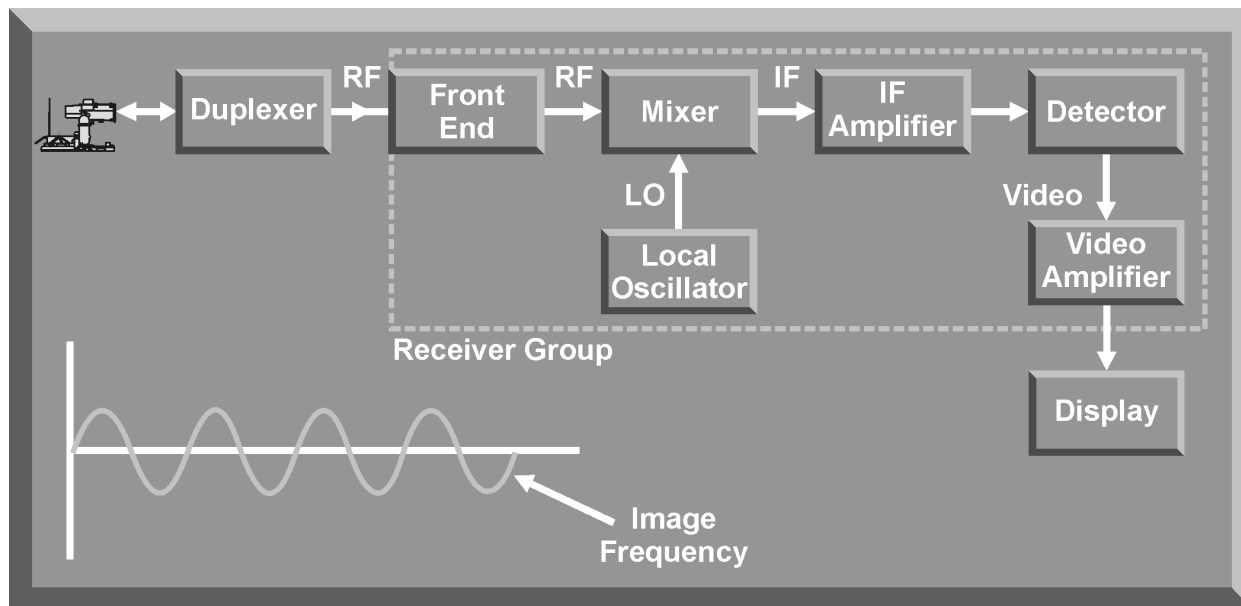 RF
RF
IF
Duplexer
Front
End
Mixer
IF
Amplifier
Detector
LO
Video
Local
Oscillator
Video
Amplifier
Receiver Group
Display
Image
Frequency